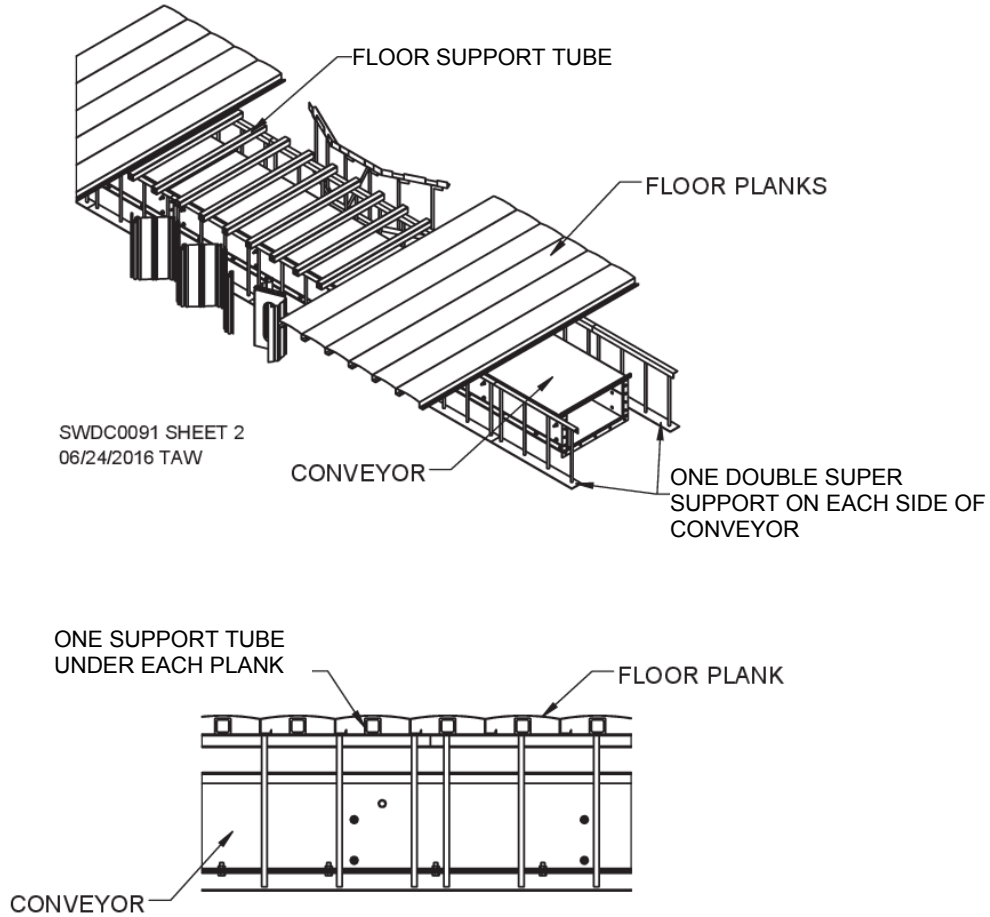 FLOOR SUPPORT TUBE
FLOOR PLANKS
SWDC0091 SHEET 2
06/24/2016 TAW
CONVEYOR
ONE DOUBLE SUPER
SUPPORT ON EACH SIDE OF
CONVEYOR
ONE SUPPORT TUBE
UNDER EACH PLANK
FLOOR PLANK
CONVEYOR